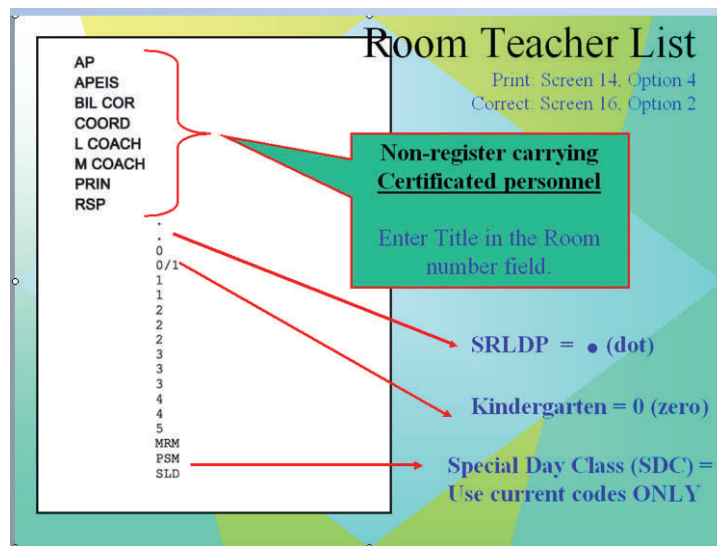 Room Teacher List
Print: Screen 14, Option 4
Correct: Screen 16, Option 2
AP
APEIS
BIL COR
COORD
L COACH
M COACH
PRIN
RSP
.
.
0
0/1
1
1
2
2
2
3
3
3
4
4
5
MRM
PSM
SLD
Non-register carrying
Certificated personnel
Enter Title in the Room
number field.
SRLDP = • (dot)
Kindergarten = 0 (zero)
Special Day Class (SDC) =
Use current codes ONLY